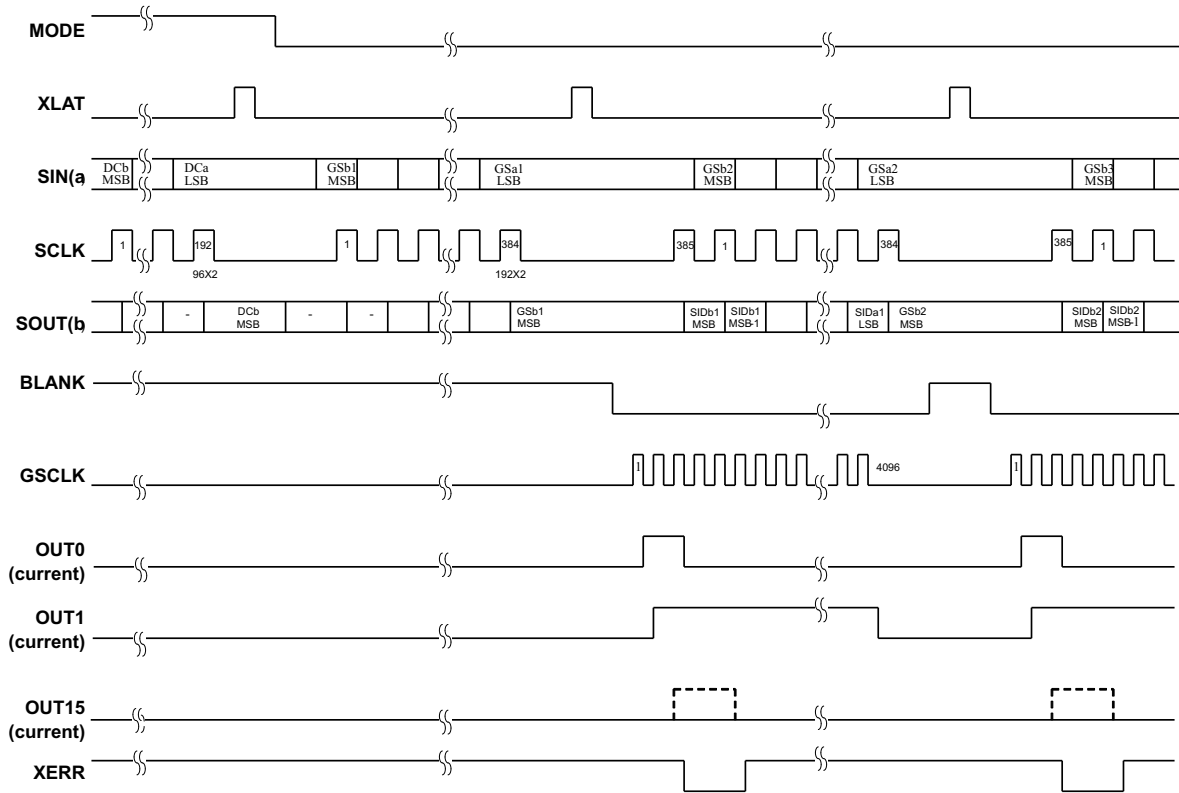 MODE
XLAT
SIN(a)
DCb
MSB
DCa
LSB
GSb1
MSB
GSa1
LSB
GSb2
MSB
GSa2
LSB
GSb3
MSB
SCLK
1
192
1
384
385
1
384
385
1
96X2
192X2
SOUT(b)
-
DCb
MSB
-
-
GSb1
MSB
SIDb1
MSB
SIDb1
MSB-1
SIDa1
LSB
GSb2
MSB
SIDb2
MSB
SIDb2
MSB-1
BLANK
GSCLK
1
4096
1
OUT0
(current)
OUT1
(current)
OUT15
(current)
XERR